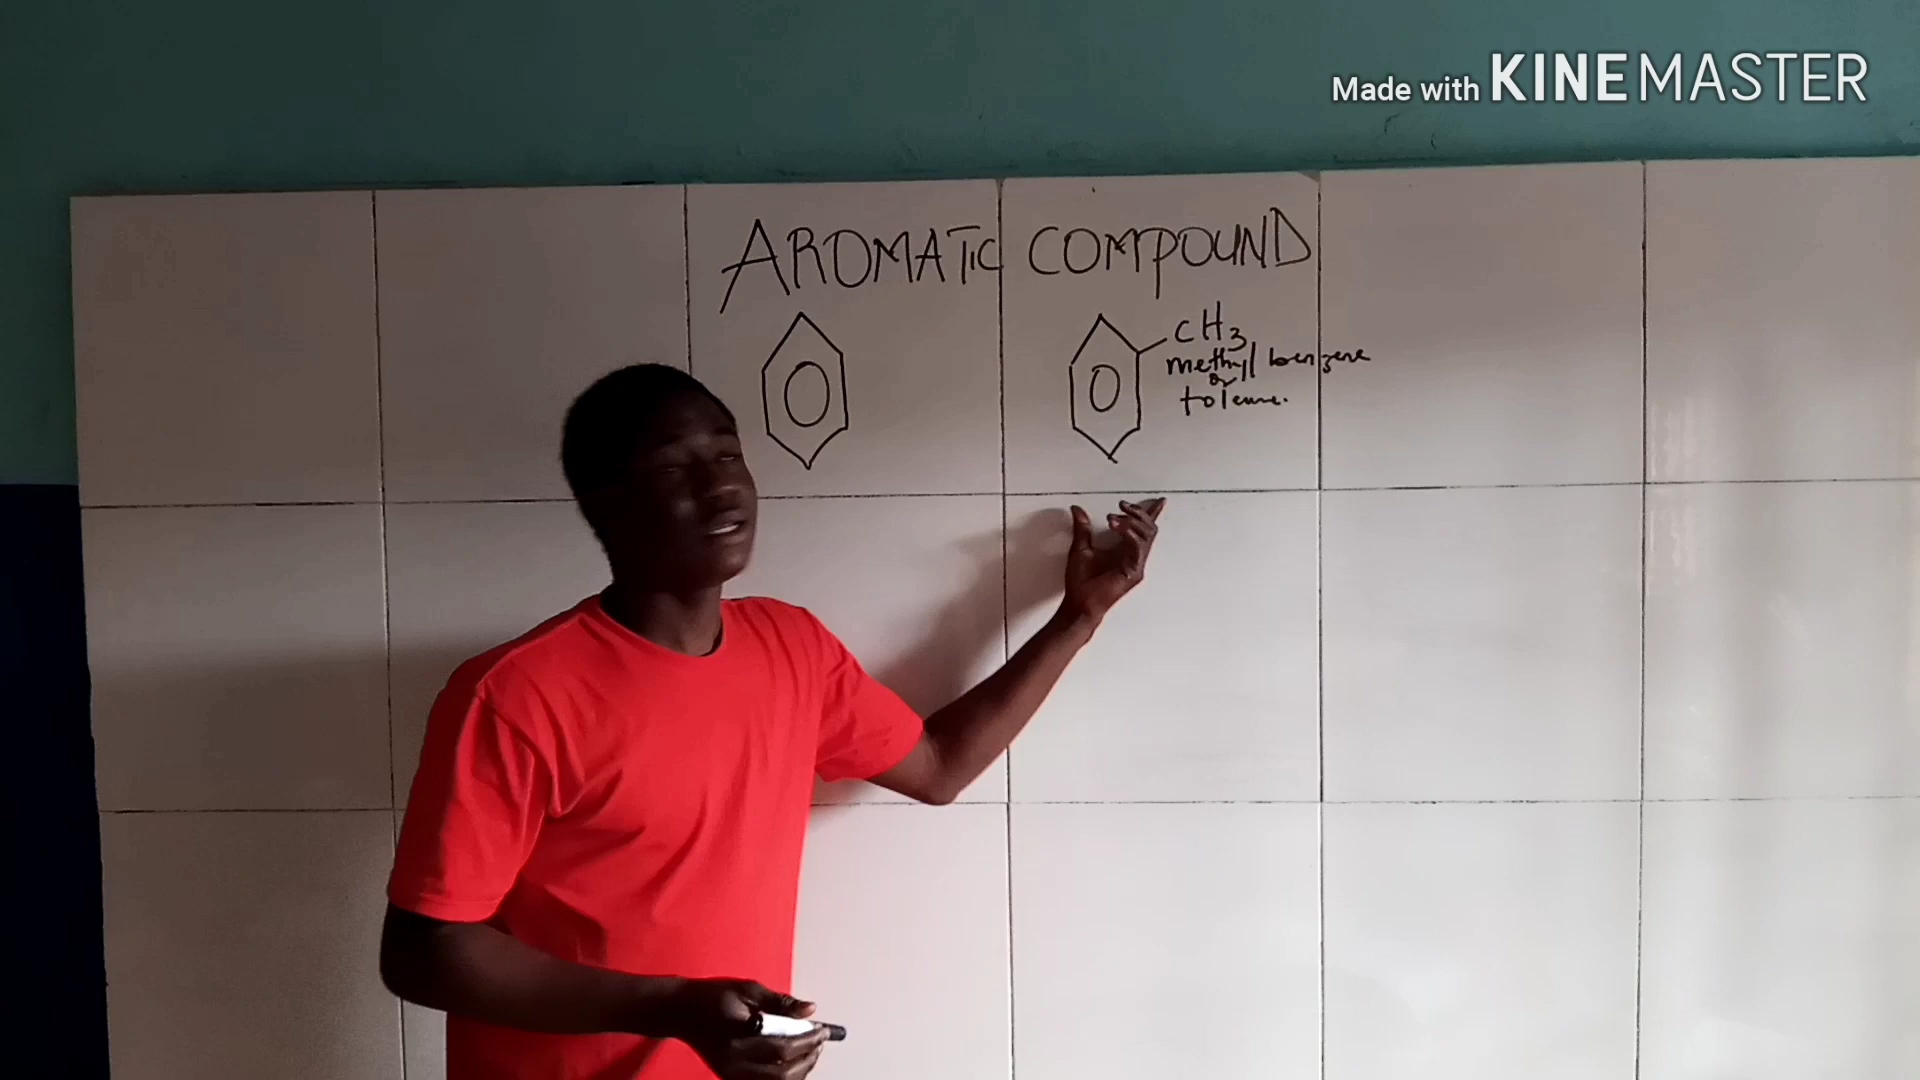 Made with KINEMASTER
AROMATIC COMPOUND
CH3
methyl benzene
or
toluene.